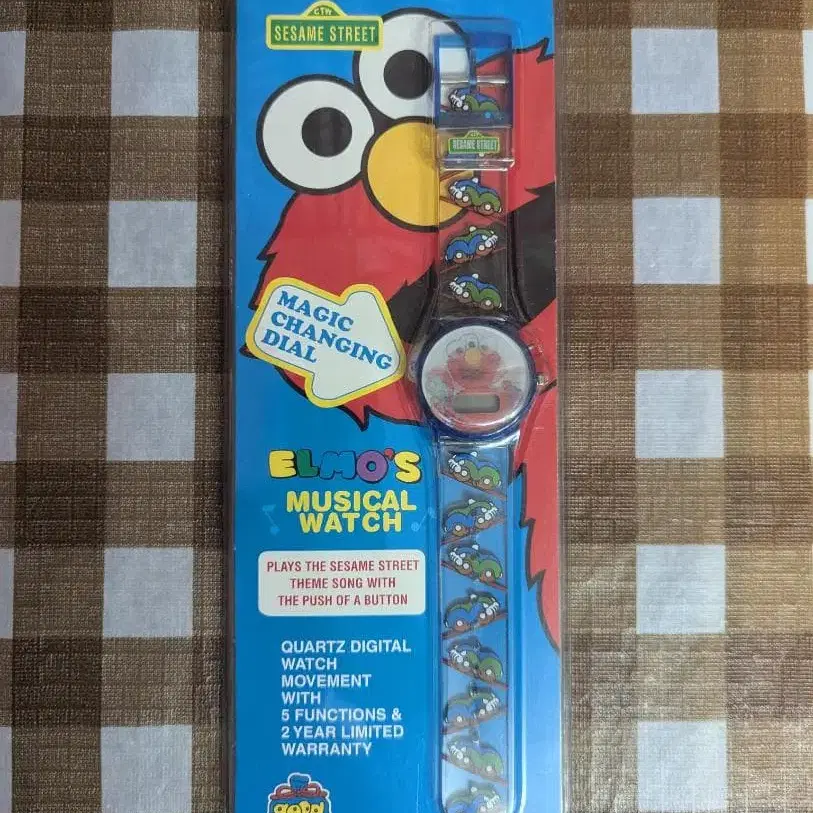 CTW
SESAME STREET
SESAME STREET
MAGIC
CHANGING
DIAL
ELMO'S
MUSICAL
WATCH
PLAYS THE SESAME STREET
THEME SONG WITH
THE PUSH OF A BUTTON
QUARTZ DIGITAL
WATCH
MOVEMENT
WITH
5 FUNCTIONS &
2 YEAR LIMITED
WARRANTY